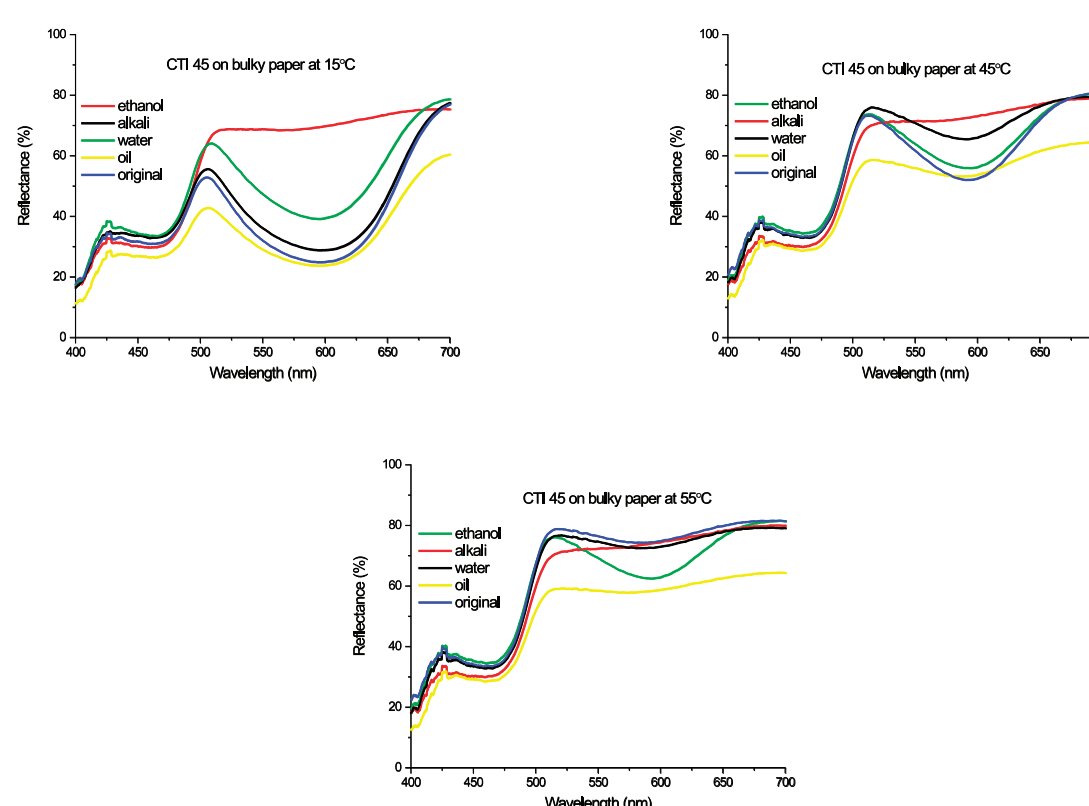 CTI 45 on bulky paper at 15°C
Reflectance (%)
100
80
60
40
20
0
ethanol
alkali
water
oil
original
400 450 500 550 600 650 700
Wavelength (nm)
CTI 45 on bulky paper at 45°C
Reflectance (%)
100
80
60
40
20
0
ethanol
alkali
water
oil
original
400 450 500 550 600 650
Wavelength (nm)
CTI 45 on bulky paper at 55°C
Reflectance (%)
100
80
60
40
20
0
ethanol
alkali
water
oil
original
400 450 500 550 600 650 700
Wavelength (nm)